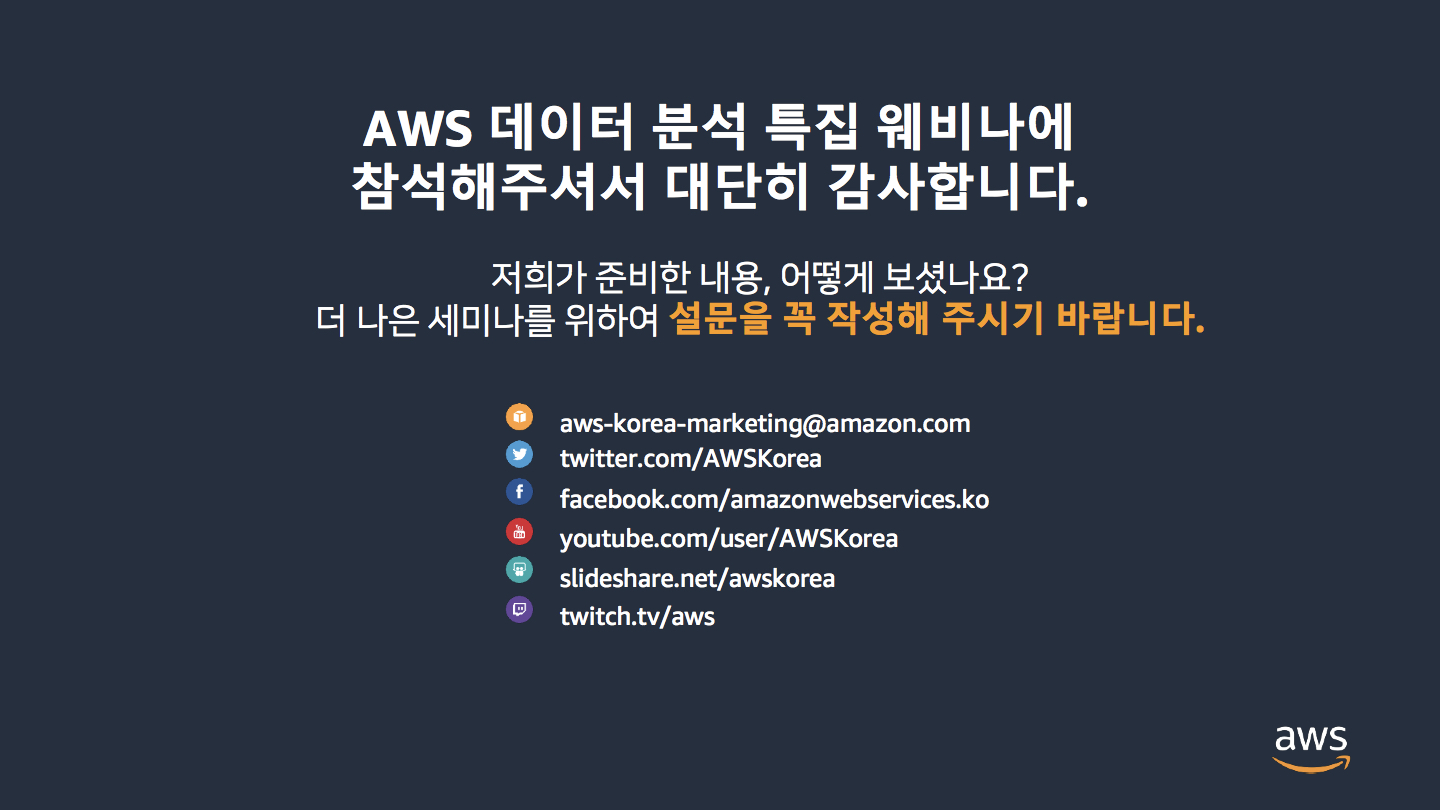 AWS 데이터 분석 특집 웨비나에
참석해주셔서 대단히 감사합니다.
저희가 준비한 내용, 어떻게 보셨나요?
더 나은 세미나를 위하여 설문을 꼭 작성해 주시기 바랍니다.
aws-korea-marketing@amazon.com
twitter.com/AWSKorea
facebook.com/amazonwebservices.ko
youtube.com/user/AWSKorea
slideshare.net/awskorea
twitch.tv/aws
aws